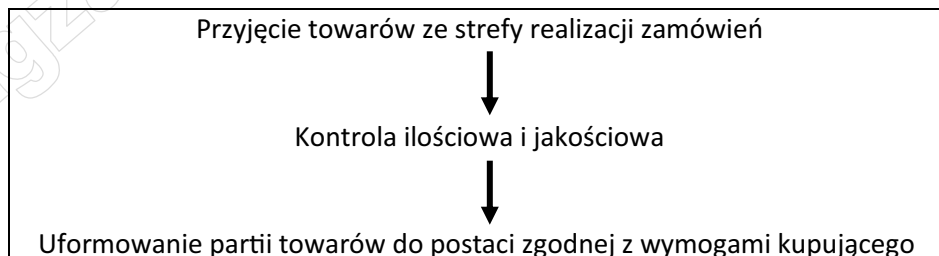 Przyjęcie towarów ze strefy realizacji zamówień
Kontrola ilościowa i jakościowa
Uformowanie partii towarów do postaci zgodnej z wymogami kupującego